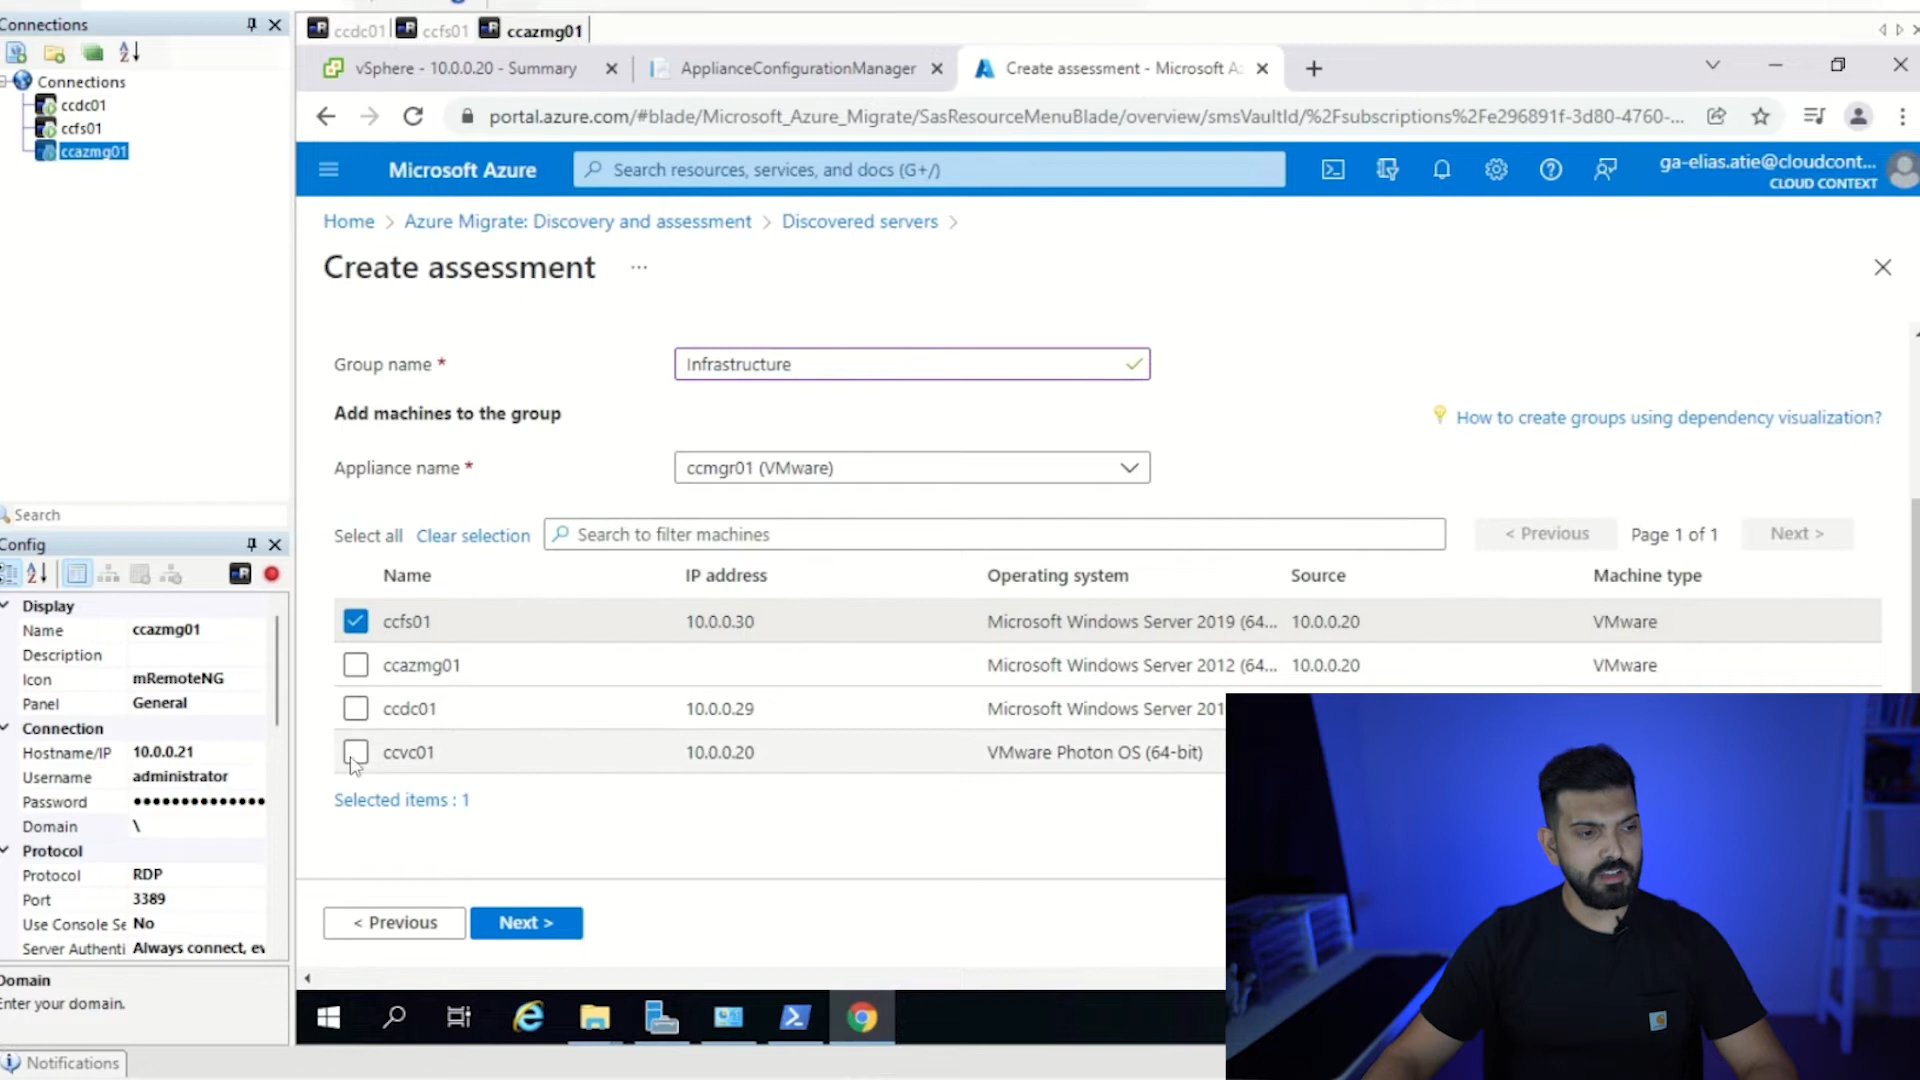 Connections
Connections
ccdc01
ccfs01
ccazmg01
Search
Config
Display
Name ccazmg01
Description
Icon mRemoteNG
Panel General
Connection
Hostname/IP 10.0.0.21
Username administrator
Password ••••••••••••••
Domain \
Protocol
Protocol RDP
Port 3389
Use Console Se No
Server Authenti Always connect, ev
Domain
Enter your domain.
Notifications
ccdc01 ccfs01 ccazmg01
vSphere - 10.0.0.20 - Summary ApplianceConfigurationManager Create assessment - Microsoft A
portal.azure.com/#blade/Microsoft_Azure_Migrate/SasResourceMenuBlade/overview/smsVaultId/%2Fsubscriptions%2Fe296891f-3d80-4760-...
Microsoft Azure Search resources, services, and docs (G+/) ga-elias.atie@cloudcont...
CLOUD CONTEXT
Home > Azure Migrate: Discovery and assessment > Discovered servers >
Create assessment ...
Group name * Infrastructure
Add machines to the group
How to create groups using dependency visualization?
Appliance name * ccmgr01 (VMware)
Select all Clear selection Search to filter machines < Previous Page 1 of 1 Next >
Name IP address Operating system Source Machine type
ccfs01 10.0.0.30 Microsoft Windows Server 2019 (64... 10.0.0.20 VMware
ccazmg01 Microsoft Windows Server 2012 (64... 10.0.0.20 VMware
ccdc01 10.0.0.29 Microsoft Windows Server 201
ccvc01 10.0.0.20 VMware Photon OS (64-bit)
Selected items : 1
< Previous Next >